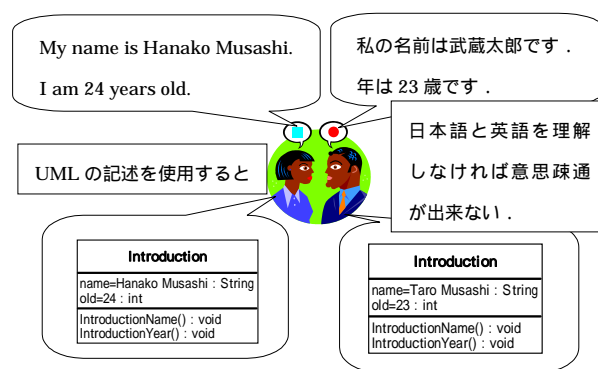 My name is Hanako Musashi.
I am 24 years old.
私の名前は武蔵太郎です．
年は 23 歳です．
日本語と英語を理解
しなければ意思疎通
が出来ない．
UML の記述を使用すると
Introduction
name=Hanako Musashi : String
old=24 : int
IntroductionName() : void
IntroductionYear() : void
Introduction
name=Taro Musashi : String
old=23 : int
IntroductionName() : void
IntroductionYear() : void